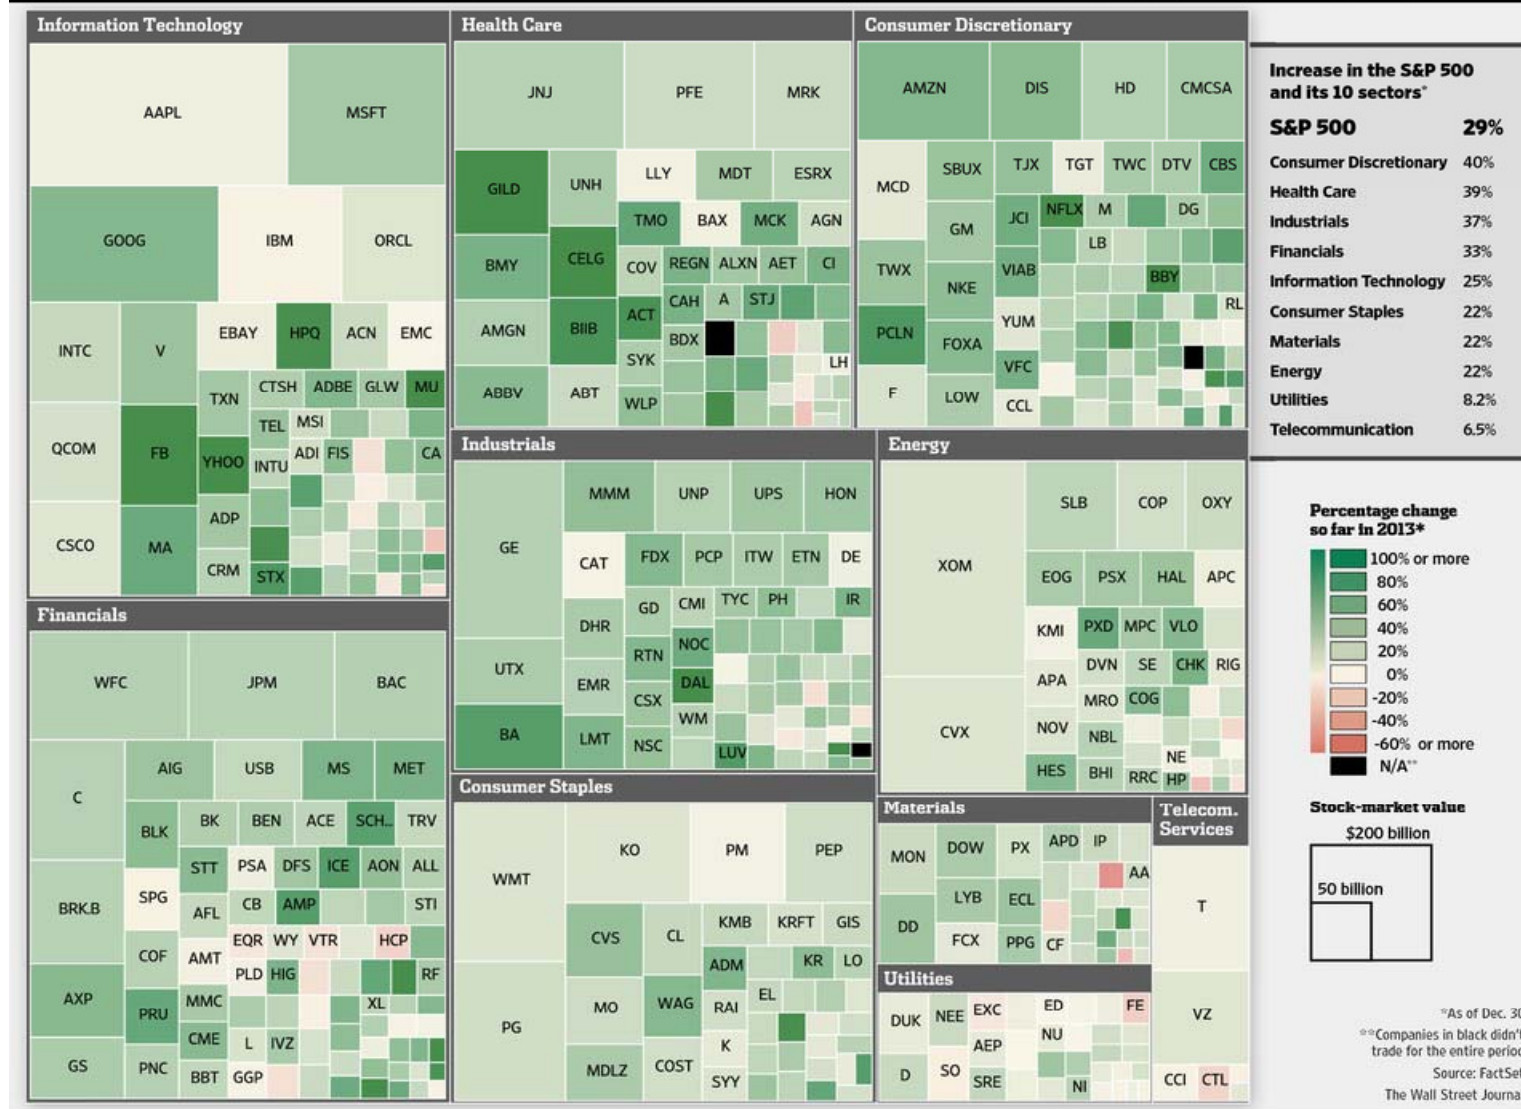 Information Technology
AAPL
MSFT
GOOG
IBM
ORCL
INTC
V
EBAY
HPQ
ACN
EMC
TXN
CTSH
ADBE
GLW
MU
QCOM
FB
YHOO
TEL
MSI
INTU
ADI
FIS
CA
CSCO
MA
ADP
CRM
STX
Health Care
JNJ
PFE
MRK
GILD
UNH
LLY
MDT
ESRX
TMO
BAX
MCK
AGN
BMY
CELG
COV
REGN
ALXN
AET
CI
AMGN
BIIB
ACT
CAH
A
STJ
BDX
SYK
LH
ABBV
ABT
WLP
Consumer Discretionary
AMZN
DIS
HD
CMCSA
MCD
SBUX
TJX
TGT
TWC
DTV
CBS
GM
JCI
NFLX
M
DG
LB
TWX
NKE
VIAB
BBY
RL
PCLN
FOXA
YUM
VFC
F
LOW
CCL
Financials
WFC
JPM
BAC
C
AIG
USB
MS
MET
BLK
BK
BEN
ACE
SCH...
TRV
STT
PSA
DFS
ICE
AON
ALL
BRK.B
SPG
AFL
CB
AMP
STI
COF
AMT
EQR
WY
VTR
HCP
PLD
HIG
RF
AXP
PRU
MMC
XL
CME
L
IVZ
GS
PNC
BBT
GGP
Industrials
GE
MMM
UNP
UPS
HON
CAT
FDX
PCP
ITW
ETN
DE
DHR
GD
CMI
TYC
PH
IR
UTX
EMR
RTN
NOC
DAL
CSX
WM
BA
LMT
NSC
LUV
Energy
XOM
SLB
COP
OXY
EOG
PSX
HAL
APC
KMI
PXD
MPC
VLO
APA
DVN
SE
CHK
RIG
MRO
COG
CVX
NOV
NBL
NE
HES
BHI
RRC
HP
Consumer Staples
WMT
KO
PM
PEP
CVS
CL
KMB
KRFT
GIS
ADM
KR
LO
PG
MO
WAG
RAI
EL
K
MDLZ
COST
SYY
Materials
MON
DOW
PX
APD
IP
AA
LYB
ECL
DD
FCX
PPG
CF
Utilities
DUK
NEE
EXC
ED
FE
NU
AEP
D
SO
SRE
NI
Telecom.
Services
T
VZ
CCI
CTL
Increase in the S&P 500
and its 10 sectors*
S&P 500 29%
Consumer Discretionary 40%
Health Care 39%
Industrials 37%
Financials 33%
Information Technology 25%
Consumer Staples 22%
Materials 22%
Energy 22%
Utilities 8.2%
Telecommunication 6.5%
Percentage change
so far in 2013*
100% or more
80%
60%
40%
20%
0%
-20%
-40%
-60% or more
N/A**
Stock-market value
$200 billion
50 billion
*As of Dec. 30
**Companies in black didn't
trade for the entire period
Source: FactSet
The Wall Street Journal